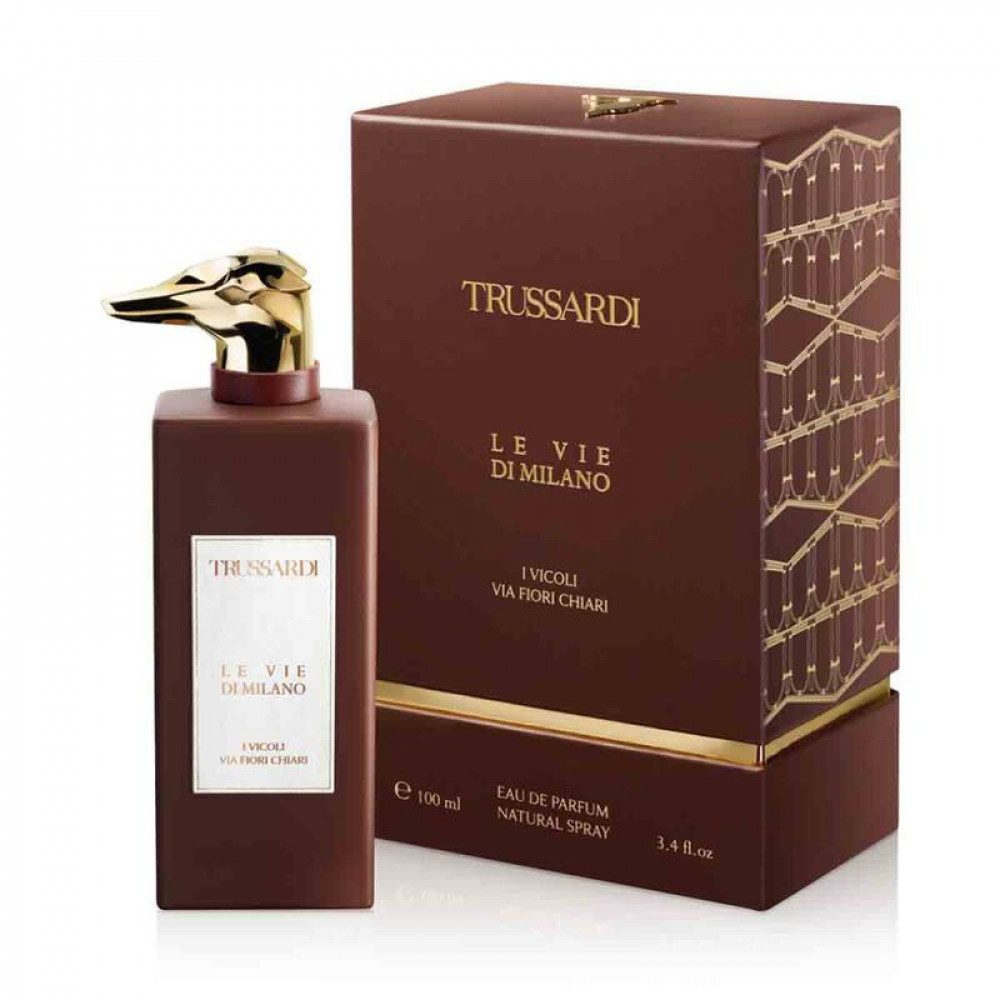 TRUSSARDI
LE VIE
DI MILANO
I VICOLI
VIA FIORI CHIARI
TRUSSARDI
LE VIE
DI MILANO
I VICOLI
VIA FIORI CHIARI
e 100 ml
EAU DE PARFUM
NATURAL SPRAY
3.4 fl.oz